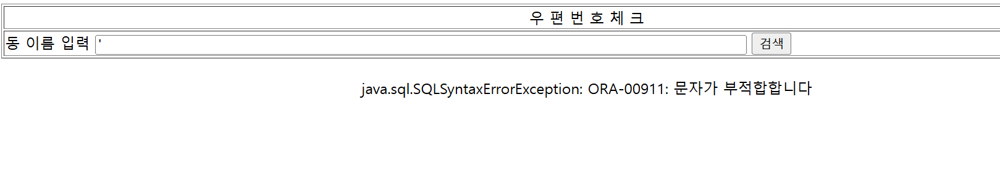 우 편 번 호 체 크
동 이름 입력 ' 검색
java.sql.SQLSyntaxErrorException: ORA-00911: 문자가 부적합합니다